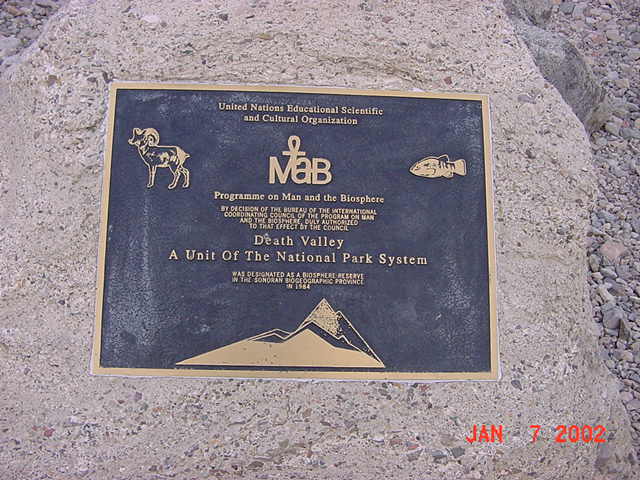 United Nations Educational Scientific
and Cultural Organization
MaB
Programme on Man and the Biosphere
BY DECISION OF THE BUREAU OF THE INTERNATIONAL
COORDINATING COUNCIL OF THE PROGRAM ON MAN
AND THE BIOSPHERE, DULY AUTHORIZED
TO THAT EFFECT BY THE COUNCIL
Death Valley
A Unit Of The National Park System
WAS DESIGNATED AS A BIOSPHERE RESERVE
IN THE SONORAN BIOGEOGRAPHIC PROVINCE
IN 1984
JAN 7 2002